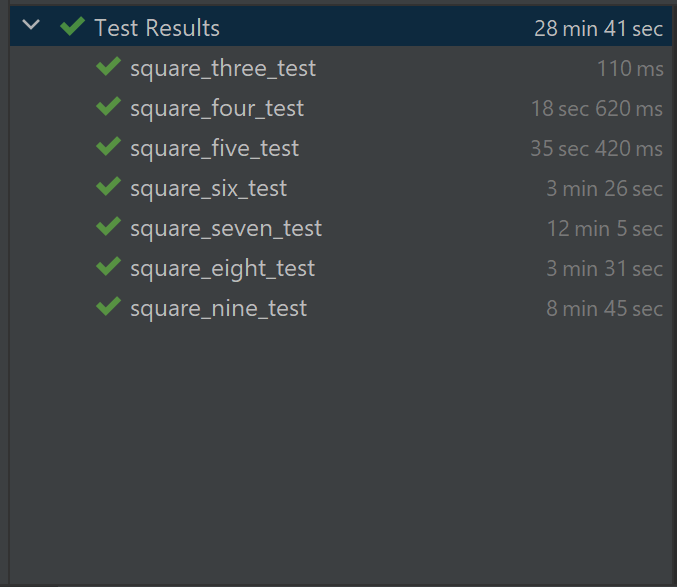 Test Results 28 min 41 sec
square_three_test 110 ms
square_four_test 18 sec 620 ms
square_five_test 35 sec 420 ms
square_six_test 3 min 26 sec
square_seven_test 12 min 5 sec
square_eight_test 3 min 31 sec
square_nine_test 8 min 45 sec